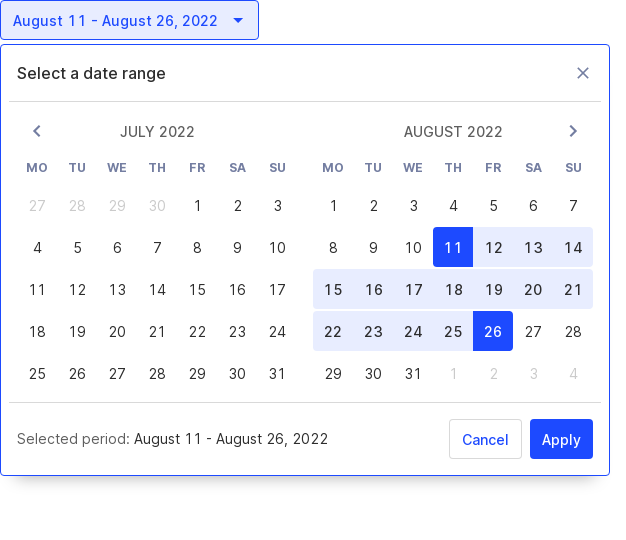 August 11 - August 26, 2022
Select a date range
JULY 2022 AUGUST 2022
MO TU WE TH FR SA SU MO TU WE TH FR SA SU
27 28 29 30 1 2 3 1 2 3 4 5 6 7
4 5 6 7 8 9 10 8 9 10 11 12 13 14
11 12 13 14 15 16 17 15 16 17 18 19 20 21
18 19 20 21 22 23 24 22 23 24 25 26 27 28
25 26 27 28 29 30 31 29 30 31 1 2 3 4
Selected period: August 11 - August 26, 2022 Cancel Apply